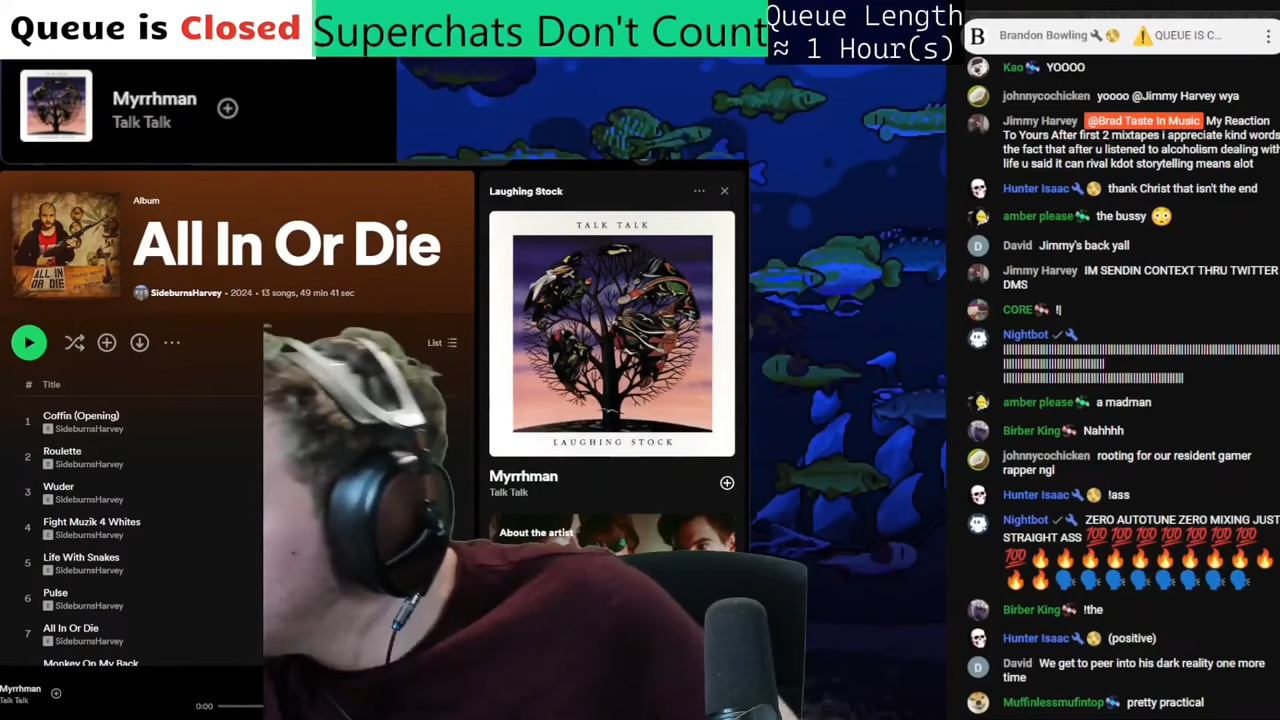 Queue is Closed
Superchats Don't Count
Queue Length
≈ 1 Hour(s)
Myrrhman
Talk Talk
Album
All In Or Die
SideburnsHarvey • 2024 • 13 songs, 49 min 41 sec
List
# Title
1 Coffin (Opening)
E SideburnsHarvey
2 Roulette
E SideburnsHarvey
3 Wuder
E SideburnsHarvey
4 Fight Muzik 4 Whites
E SideburnsHarvey
5 Life With Snakes
E SideburnsHarvey
6 Pulse
E SideburnsHarvey
7 All In Or Die
E SideburnsHarvey
Monkey On My Back
Myrrhman
Talk Talk
0:00
ALL IN
OR DIE
Laughing Stock
TALK TALK
LAUGHING STOCK
Myrrhman
Talk Talk
About the artist
B Brandon Bowling QUEUE IS C...
Kao YOOOO
johnnycochicken yoooo @Jimmy Harvey wya
Jimmy Harvey @Brad Taste In Music My Reaction
To Yours After first 2 mixtapes i appreciate kind words
the fact that after u listened to alcoholism dealing with
life u said it can rival kdot storytelling means alot
Hunter Isaac thank Christ that isn't the end
amber please the bussy 😳
D David Jimmy's back yall
Jimmy Harvey IM SENDIN CONTEXT THRU TWITTER
DMS
CORE !j
Nightbot
amber please a madman
Birber King Nahhhh
johnnycochicken rooting for our resident gamer
rapper ngl
Hunter Isaac !ass
Nightbot ZERO AUTOTUNE ZERO MIXING JUST
STRAIGHT ASS 💯💯💯💯💯💯💯
💯🔥🔥🔥🔥🔥🔥🔥🔥🔥🔥
🔥🔥🗣🗣🗣🗣🗣🗣🗣🗣
Birber King !the
Hunter Isaac (positive)
D David We get to peer into his dark reality one more
time
Muffinlessmufintop pretty practical